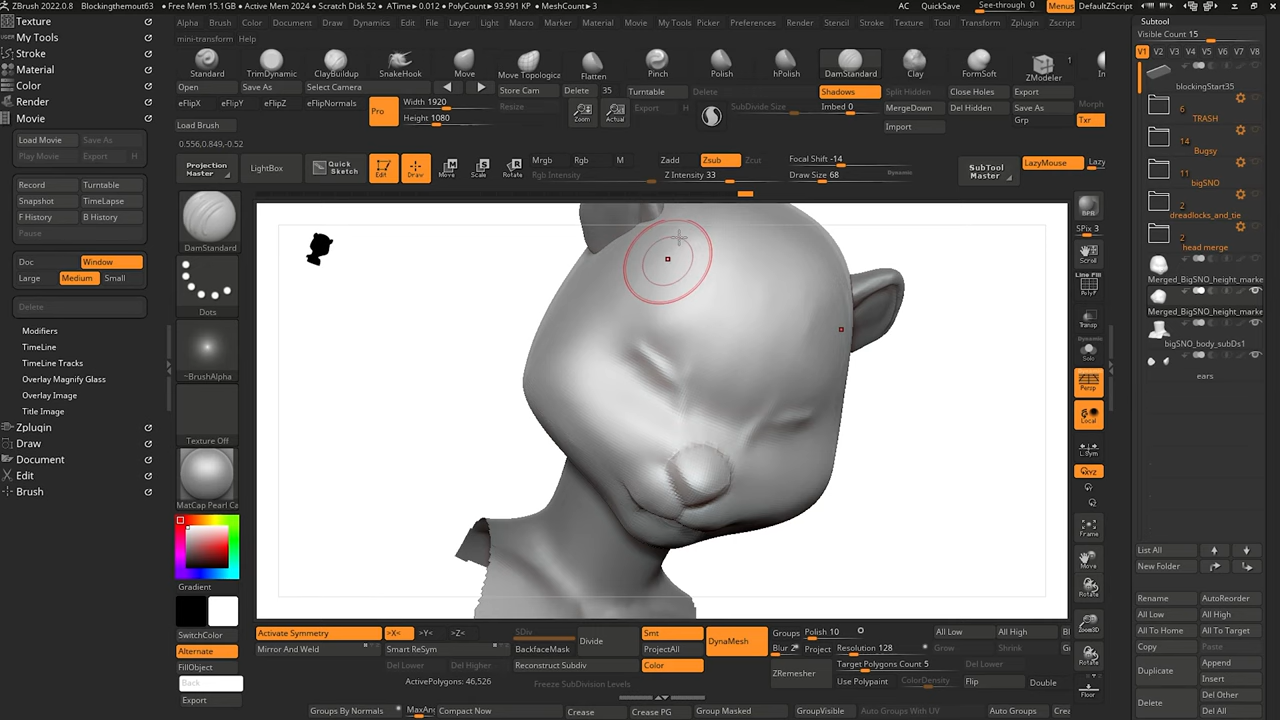 ZBrush 2022.0.8 Blockingthemout63 • Free Mem 15.1GB • Active Mem 2024 • Scratch Disk 52 • ATime►0.012 • PolyCount►93.991 KP • MeshCount►3 AC QuickSave See-through 0 Menus DefaultZScript
Alpha Brush Color Document Draw Dynamics Edit File Layer Light Macro Marker Material Movie My Tools Picker Preferences Render Stencil Stroke Texture Tool Transform Zplugin Zscript
mini-transform Help
Texture
My Tools
Stroke
Material
Color
Render
Movie
Load Movie Save As
Play Movie Export H
Record Turntable
Snapshot TimeLapse
F History B History
Pause
Doc Window
Large Medium Small
Delete
Modifiers
TimeLine
TimeLine Tracks
Overlay Magnify Glass
Overlay Image
Title Image
Zplugin
Draw
Document
Edit
Brush
Standard TrimDynamic ClayBuildup SnakeHook Move Move Topologica Flatten Pinch Polish hPolish DamStandard Clay FormSoft ZModeler 1
Open Save As Select Camera Store Cam Delete 35 Turntable Delete Shadows Split Hidden Close Holes Export
eFlipX eFlipY eFlipZ eFlipNormals Pro Width 1920 Height 1080 Resize Zoom Actual Export H SubDivide Size Imbed 0 MergeDown Del Hidden Save As Morph
Load Brush Import Grp Txr
0.556,0.849,-0.52
Projection Master LightBox Quick Sketch Edit Draw Move Scale Rotate Mrgb Rgb M Zadd Zsub Zcut Focal Shift -14 SubTool Master LazyMouse Lazy
Rgb Intensity Z Intensity 33 Draw Size 68 Dynamic
DamStandard
Dots
~BrushAlpha
Texture Off
MatCap Pearl Ca
Gradient
SwitchColor
Alternate
FillObject
Back
Export
BPR
SPix 3
Scroll
Line Fill
PolyF
Transp
Dynamic
Solo
Persp
Local
L.Sym
XYZ
Frame
Move
Rotate
Zoom3D
Rotate
Floor
Subtool
Visible Count 15
V1 V2 V3 V4 V5 V6 V7 V8
blockingStart35
6
TRASH
14
Bugsy
11
bigSNO
2
dreadlocks_and_tie
2
head merge
Merged_BigSNO_height_marke
Merged_BigSNO_height_marke
bigSNO_body_subDs1
ears
List All
New Folder
Rename AutoReorder
All Low All High
All To Home All To Target
Copy Paste
Duplicate Append
Insert
Delete Del Other
Del All
Activate Symmetry >X< >Y< >Z< SDiv Divide Smt DynaMesh Groups Polish 10 All Low All High
Mirror And Weld Smart ReSym BackfaceMask ProjectAll Blur 2 Project Resolution 128 Grow Shrink
Del Lower Del Higher Reconstruct Subdiv Color ZRemesher Target Polygons Count 5 Del Lower
ActivePolygons: 46,526 Freeze SubDivision Levels Use Polypaint ColorDensity Flip Double
Groups By Normals MaxAn Compact Now Crease Crease PG Group Masked GroupVisible Auto Groups With UV Auto Groups